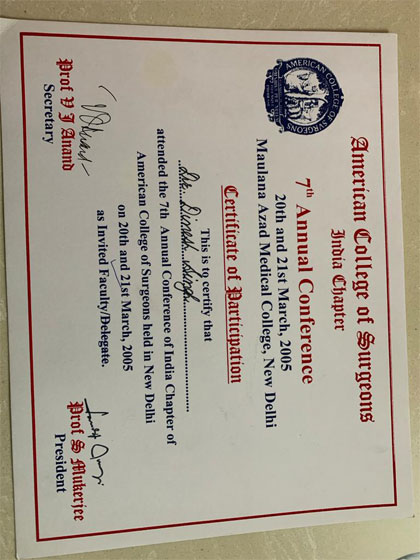 AMERICAN COLLEGE OF SURGEONS
American College of Surgeons
India Chapter
7th Annual Conference
20th and 21st March, 2005
Maulana Azad Medical College, New Delhi
Certificate of Participation
This is to certify that
Dr. Dinesh Singh
attended the 7th Annual Conference of India Chapter of
American College of Surgeons held in New Delhi
on 20th and 21st March, 2005
as Invited Faculty/Delegate.
Prof V J Anand
Secretary
Prof S Mukerjee
President